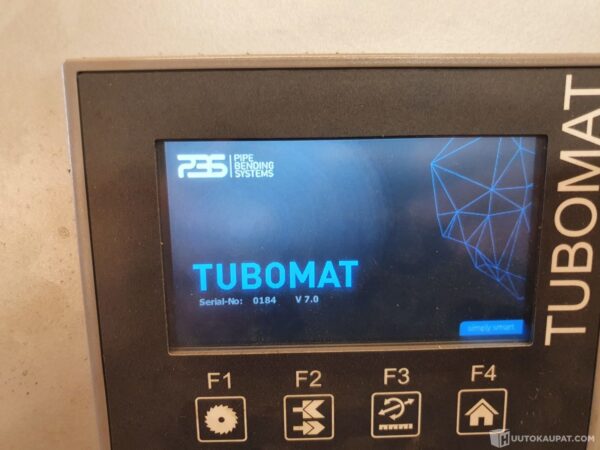 PBS PIPE
BENDING
SYSTEMS
TUBOMAT
Serial-No: 0184 V 7.0
simply smart
TUBOMAT
F1 F2 F3 F4
HUUTOKAUPAT.COM